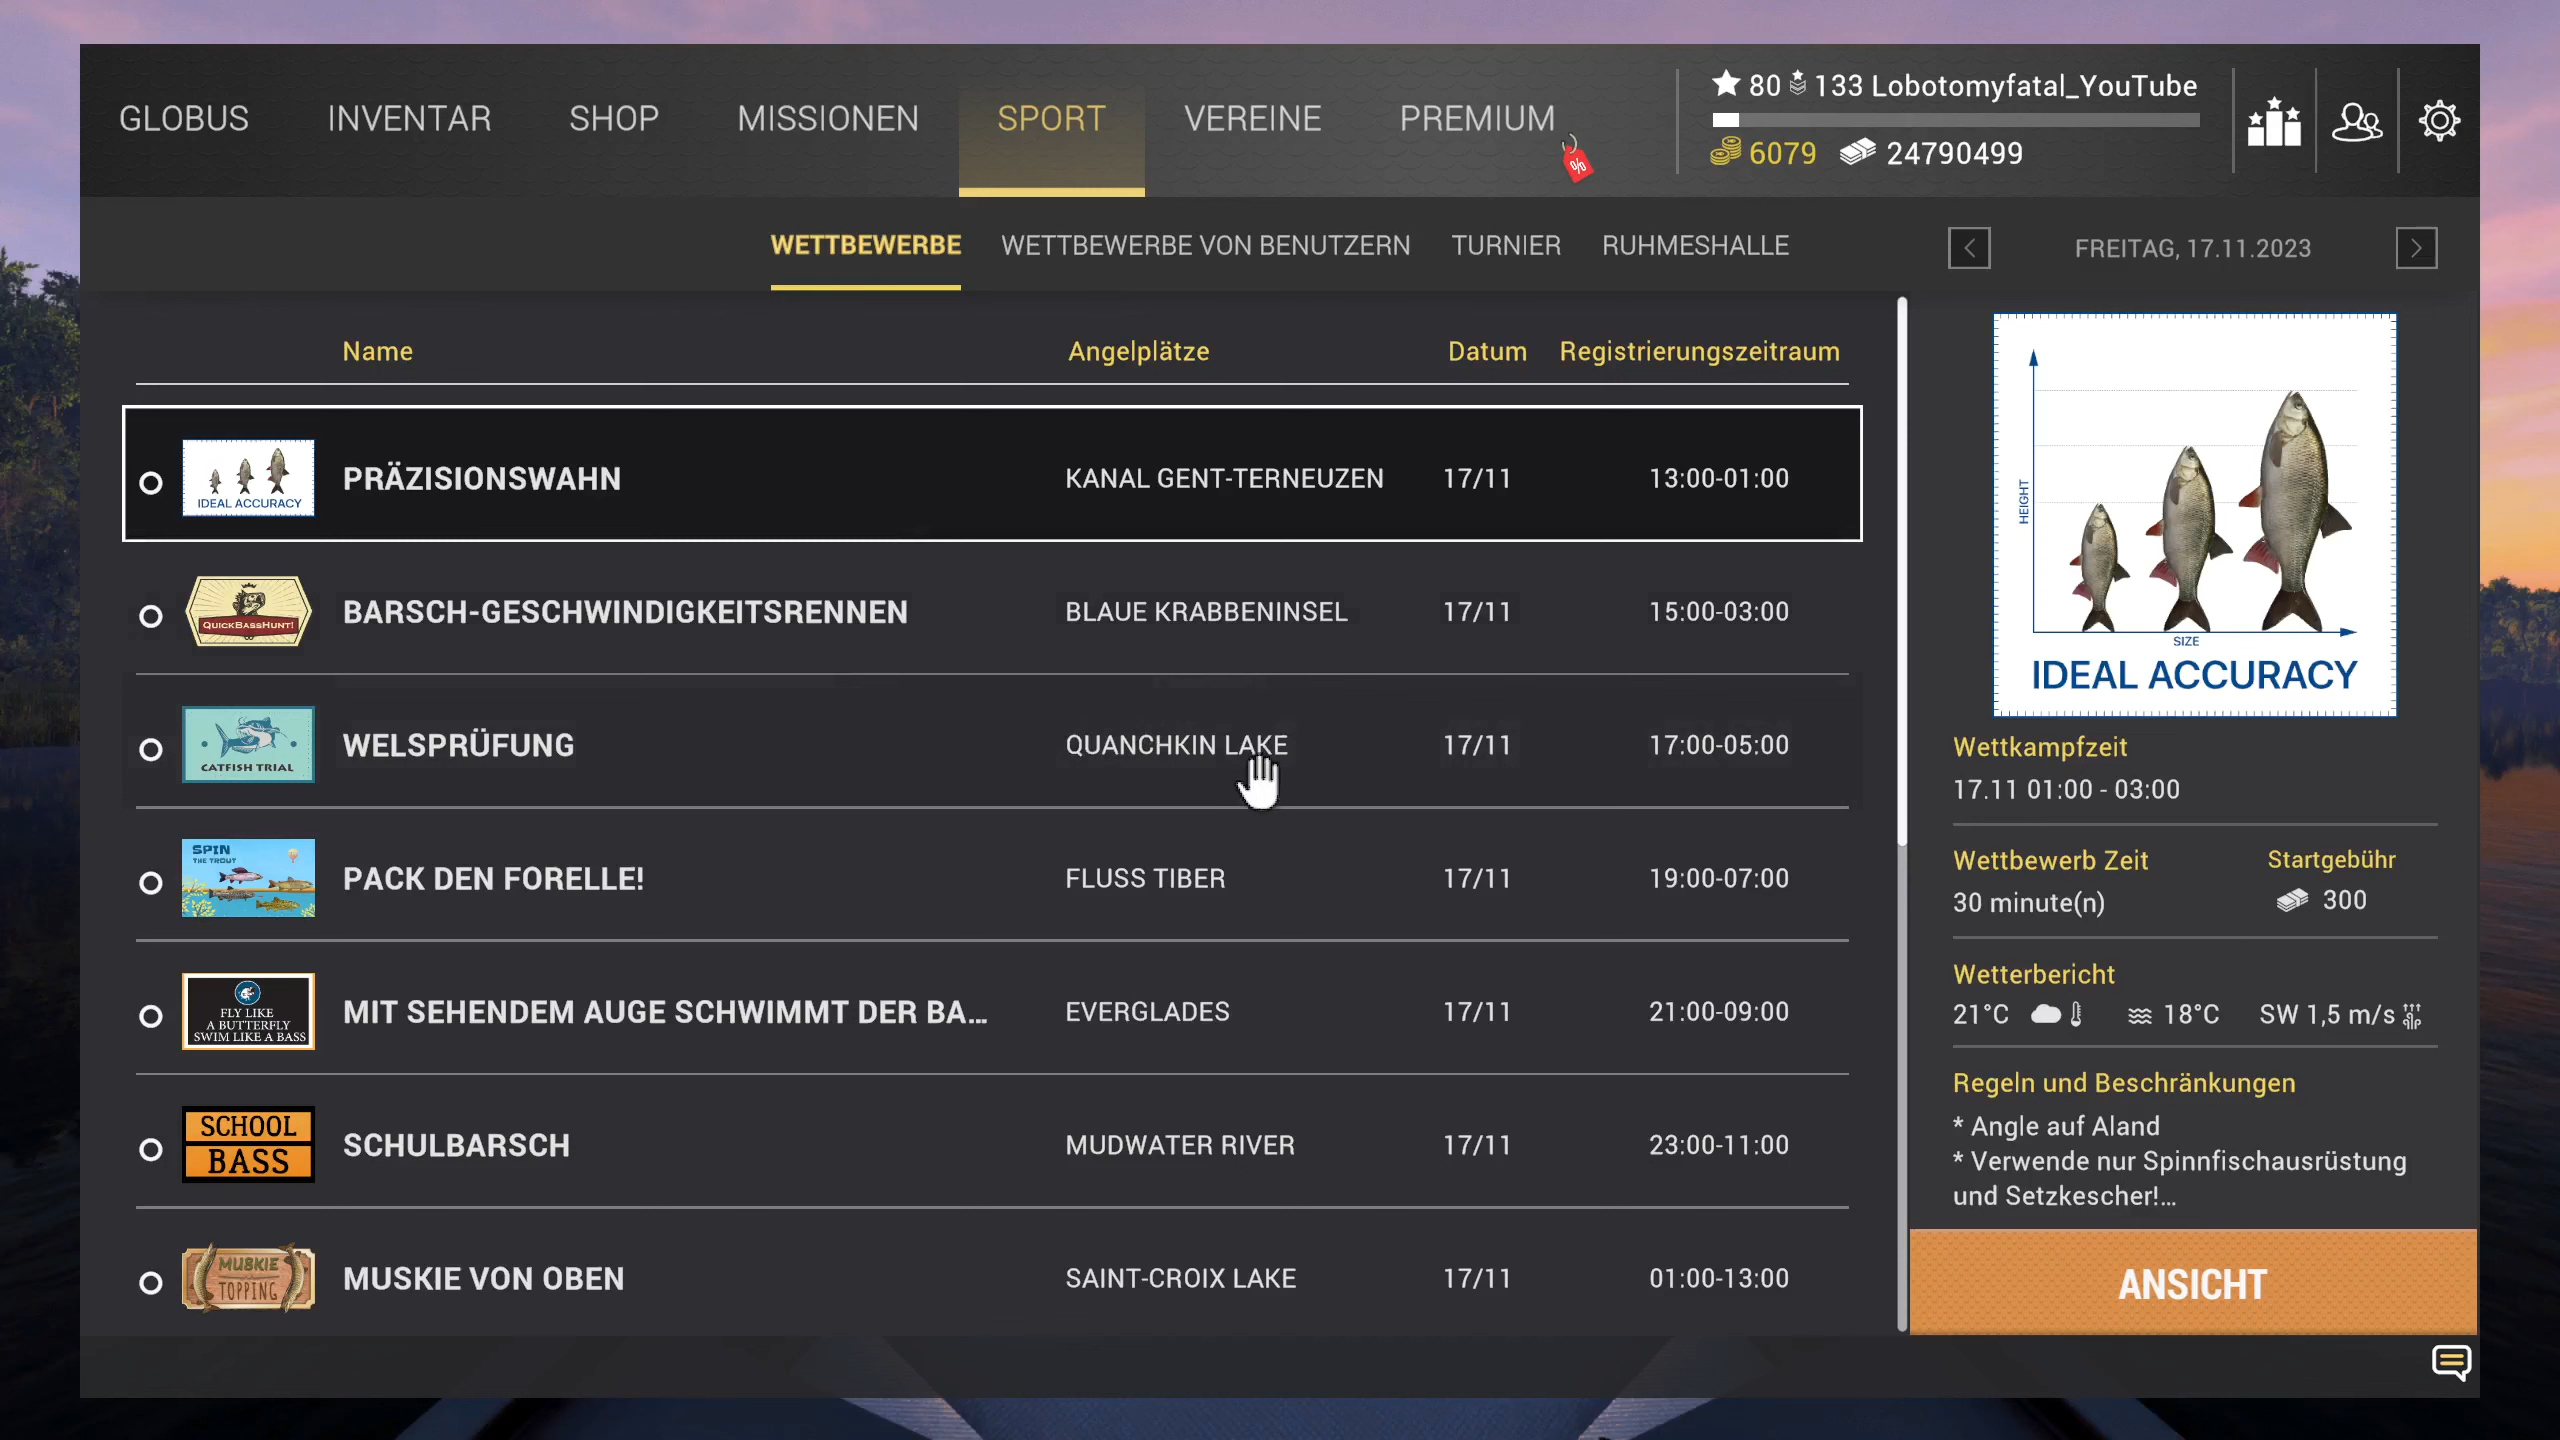 GLOBUS INVENTAR SHOP MISSIONEN SPORT VEREINE PREMIUM
%
80 133 Lobotomyfatal_YouTube
6079 24790499
WETTBEWERBE WETTBEWERBE VON BENUTZERN TURNIER RUHMESHALLE
FREITAG, 17.11.2023
Name Angelplätze Datum Registrierungszeitraum
IDEAL ACCURACY
PRÄZISIONSWAHN KANAL GENT-TERNEUZEN 17/11 13:00-01:00
QUICKBASSHUNT!
BARSCH-GESCHWINDIGKEITSRENNEN BLAUE KRABBENINSEL 17/11 15:00-03:00
CATFISH TRIAL
WELSPRÜFUNG QUANCHKIN LAKE 17/11 17:00-05:00
SPIN
THE TROUT
PACK DEN FORELLE! FLUSS TIBER 17/11 19:00-07:00
FLY LIKE
A BUTTERFLY
SWIM LIKE A BASS
MIT SEHENDEM AUGE SCHWIMMT DER BA... EVERGLADES 17/11 21:00-09:00
SCHOOL
BASS
SCHULBARSCH MUDWATER RIVER 17/11 23:00-11:00
MUSKIE
TOPPING
MUSKIE VON OBEN SAINT-CROIX LAKE 17/11 01:00-13:00
HEIGHT
SIZE
IDEAL ACCURACY
Wettkampfzeit
17.11 01:00 - 03:00
Wettbewerb Zeit Startgebühr
30 minute(n) 300
Wetterbericht
21°C 18°C SW 1,5 m/s
Regeln und Beschränkungen
* Angle auf Aland
* Verwende nur Spinnfischausrüstung
und Setzkescher!...
ANSICHT